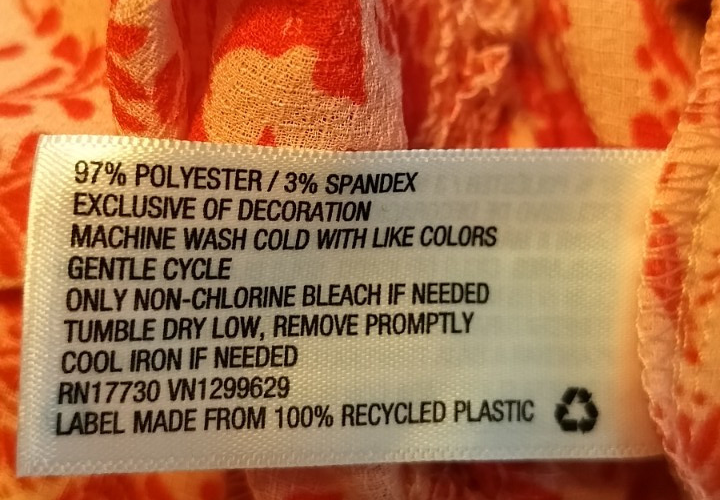 97% POLYESTER / 3% SPANDEX
EXCLUSIVE OF DECORATION
MACHINE WASH COLD WITH LIKE COLORS
GENTLE CYCLE
ONLY NON-CHLORINE BLEACH IF NEEDED
TUMBLE DRY LOW, REMOVE PROMPTLY
COOL IRON IF NEEDED
RN17730 VN1299629
LABEL MADE FROM 100% RECYCLED PLASTIC